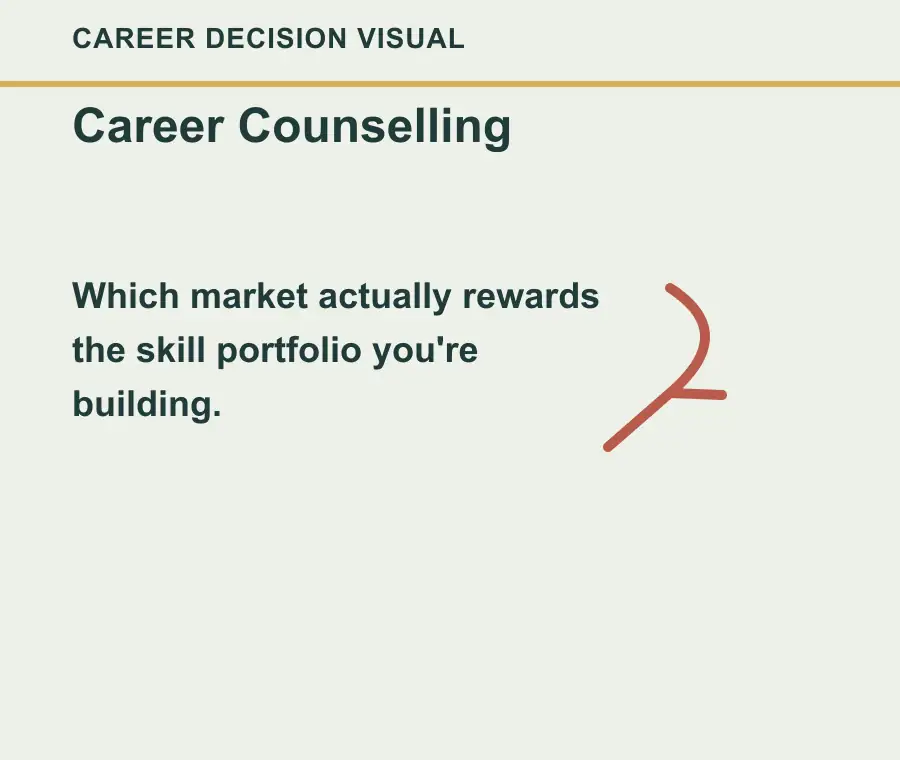 CAREER DECISION VISUAL
Career Counselling
Which market actually rewards
the skill portfolio you're
building.